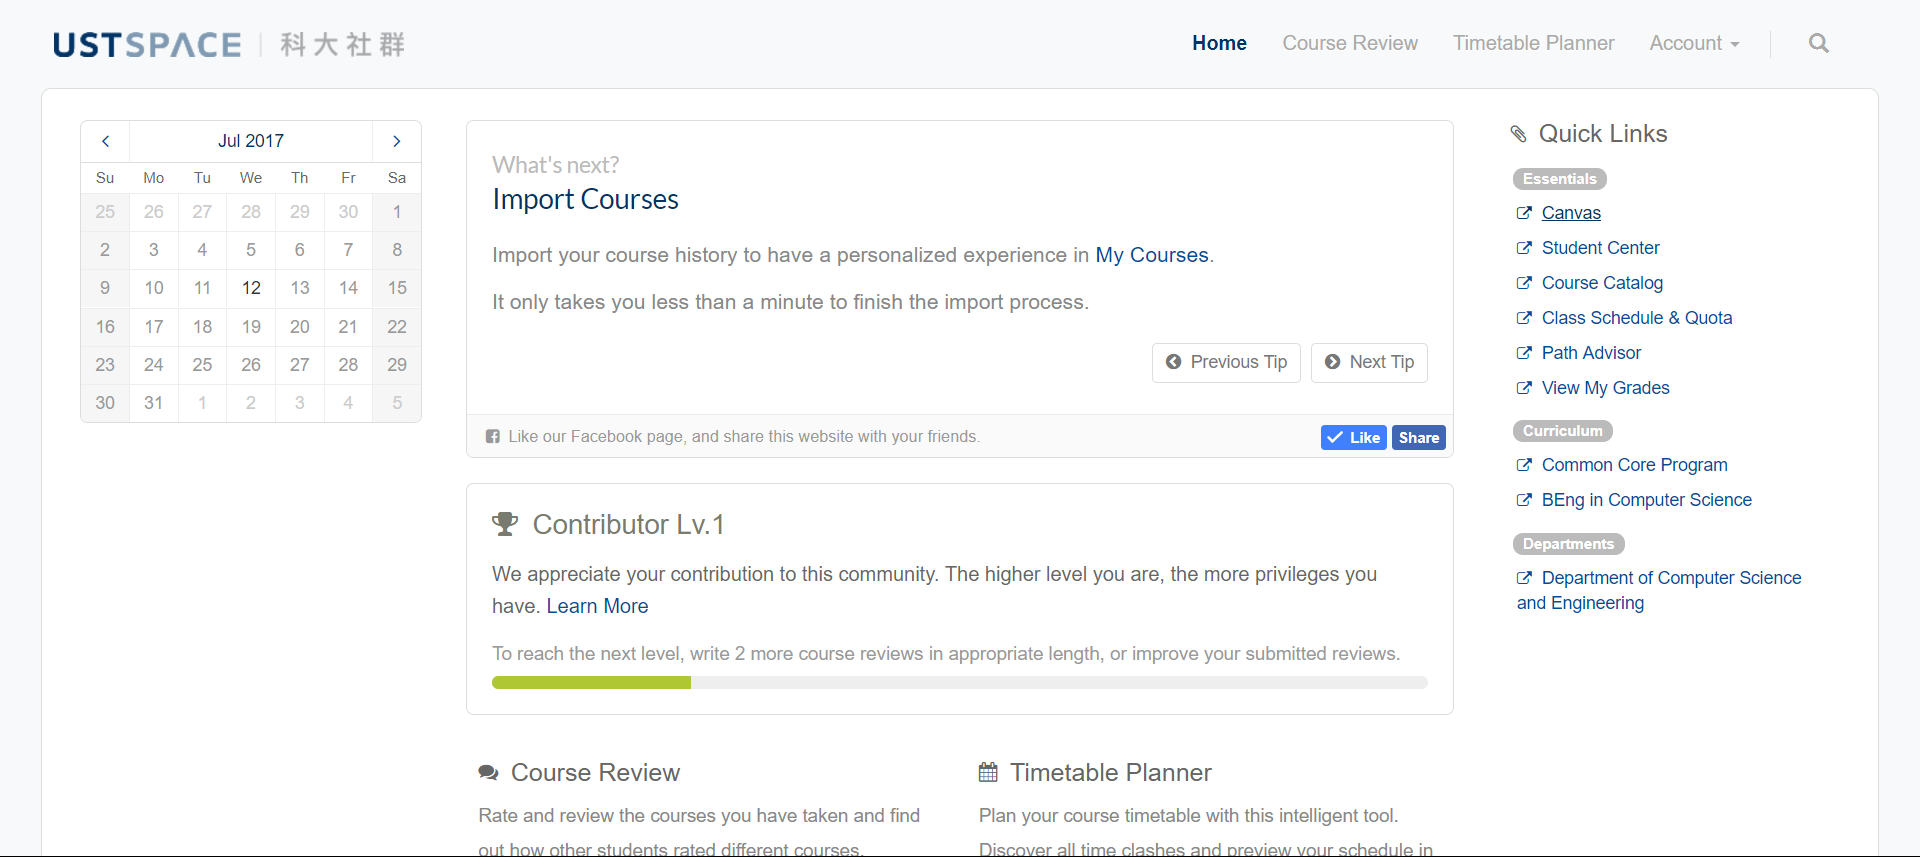 USTSPACE | 科大社群
Home
Course Review
Timetable Planner
Account
Jul 2017
Su Mo Tu We Th Fr Sa
25 26 27 28 29 30 1
2 3 4 5 6 7 8
9 10 11 12 13 14 15
16 17 18 19 20 21 22
23 24 25 26 27 28 29
30 31 1 2 3 4 5
What's next?
Import Courses
Import your course history to have a personalized experience in My Courses.
It only takes you less than a minute to finish the import process.
Previous Tip
Next Tip
Like our Facebook page, and share this website with your friends.
Like
Share
Contributor Lv.1
We appreciate your contribution to this community. The higher level you are, the more privileges you
have. Learn More
To reach the next level, write 2 more course reviews in appropriate length, or improve your submitted reviews.
Course Review
Rate and review the courses you have taken and find
out how other students rated different courses.
Timetable Planner
Plan your course timetable with this intelligent tool.
Discover all time clashes and preview your schedule in
Quick Links
Essentials
Canvas
Student Center
Course Catalog
Class Schedule & Quota
Path Advisor
View My Grades
Curriculum
Common Core Program
BEng in Computer Science
Departments
Department of Computer Science
and Engineering